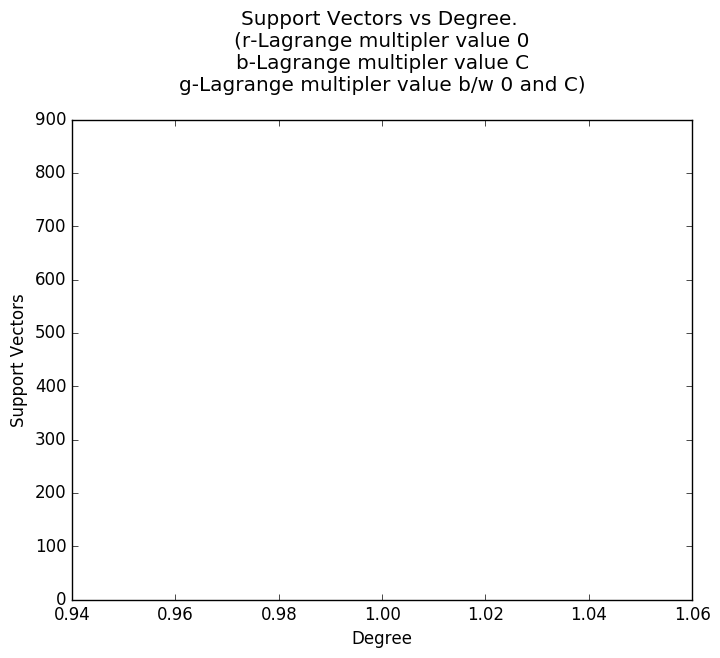 Support Vectors vs Degree.
(r-Lagrange multipler value 0
b-Lagrange multipler value C
g-Lagrange multipler value b/w 0 and C)
900
800
700
600
500
400
300
200
100
0
Support Vectors
0.94 0.96 0.98 1.00 1.02 1.04 1.06
Degree